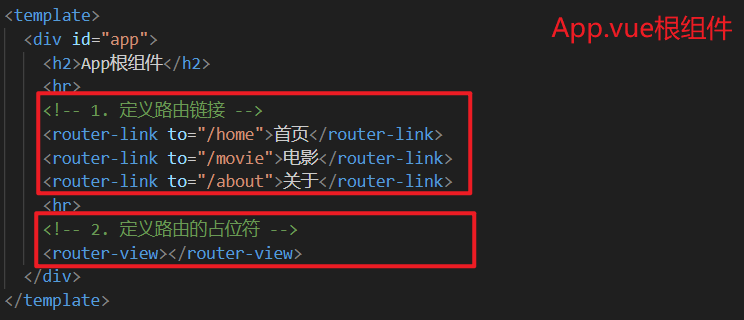 <template>
App.vue根组件
<div id="app">
<h2>App根组件</h2>
<hr>
<!-- 1. 定义路由链接 -->
<router-link to="/home">首页</router-link>
<router-link to="/movie">电影</router-link>
<router-link to="/about">关于</router-link>
<hr>
<!-- 2. 定义路由的占位符 -->
<router-view></router-view>
</div>
</template>